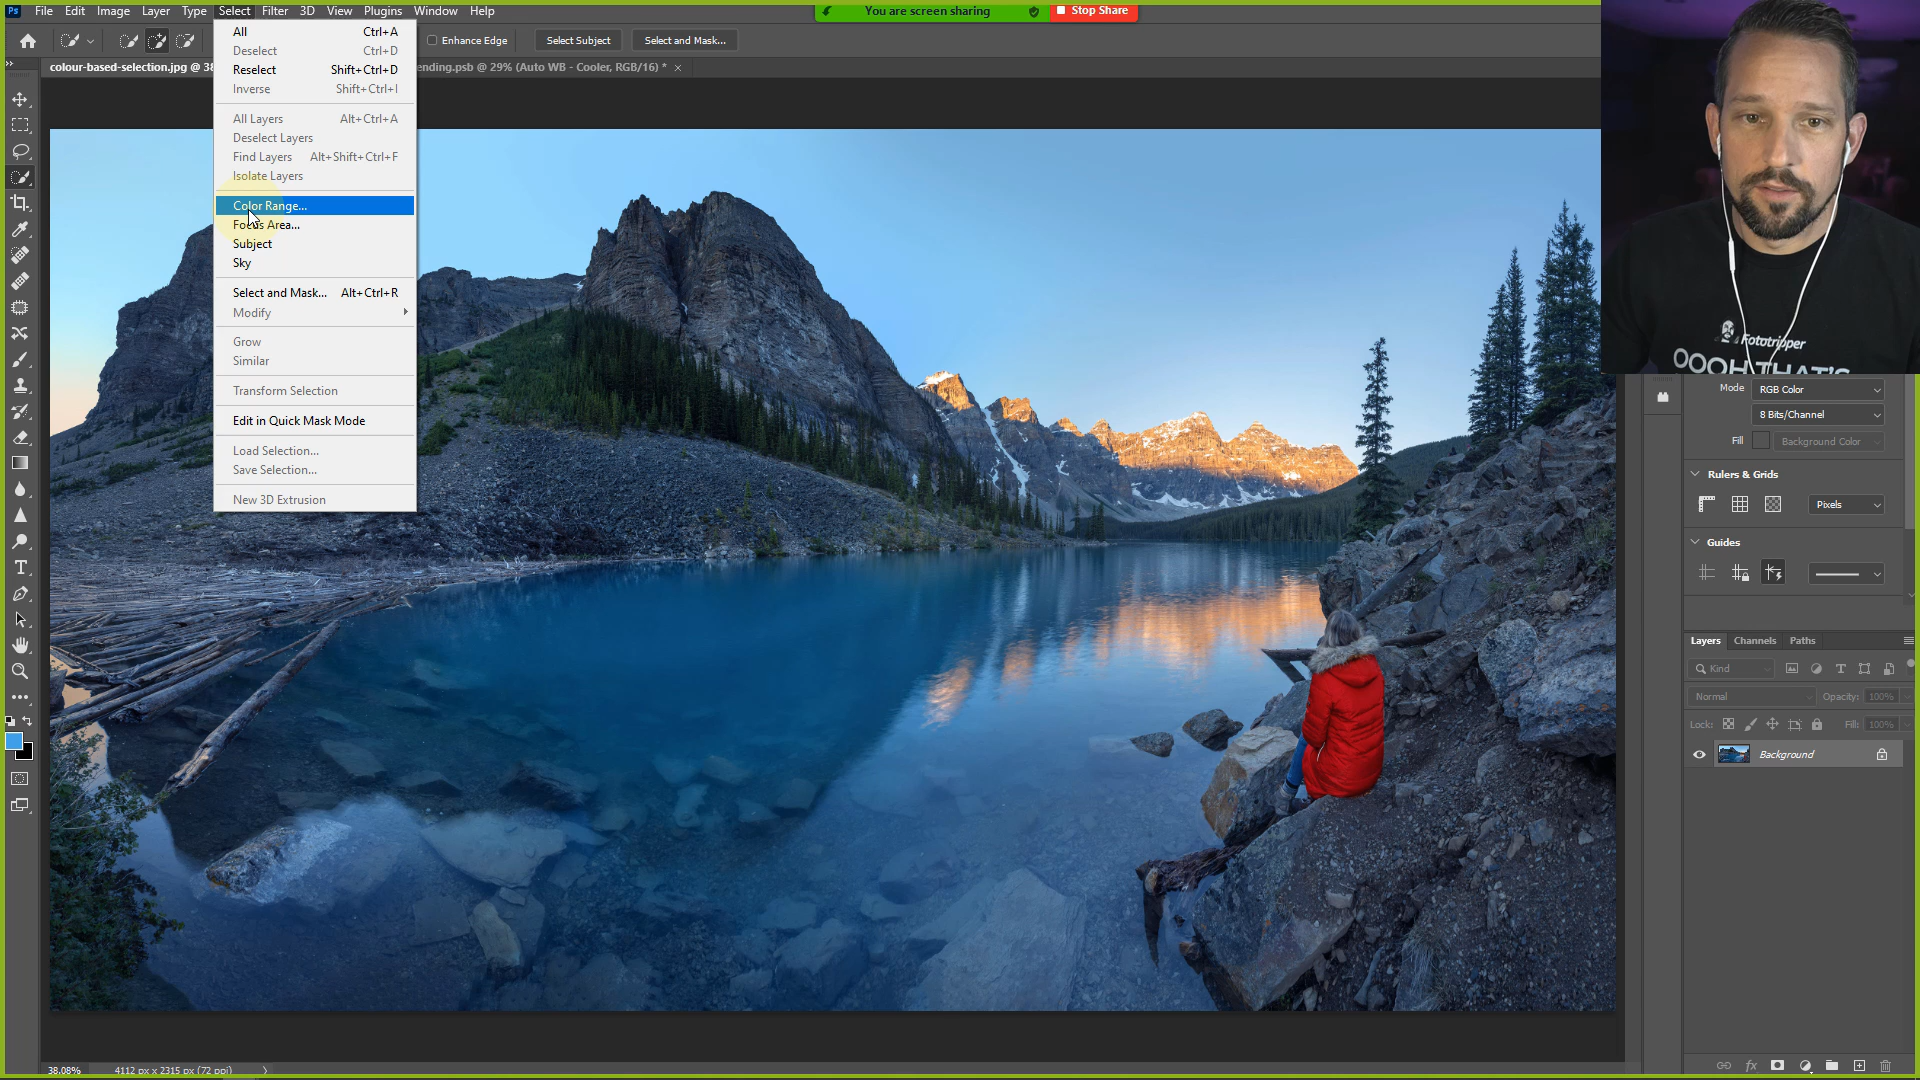 Ps File Edit Image Layer Type Select Filter 3D View Plugins Window Help
You are screen sharing
Stop Share
Enhance Edge
Select Subject
Select and Mask...
colour-based-selection.jpg @ 38
ending.psb @ 29% (Auto WB - Cooler, RGB/16) *
All Ctrl+A
Deselect Ctrl+D
Reselect Shift+Ctrl+D
Inverse Shift+Ctrl+I
All Layers Alt+Ctrl+A
Deselect Layers
Find Layers Alt+Shift+Ctrl+F
Isolate Layers
Color Range...
Focus Area...
Subject
Sky
Select and Mask... Alt+Ctrl+R
Modify
Grow
Similar
Transform Selection
Edit in Quick Mask Mode
Load Selection...
Save Selection...
New 3D Extrusion
Fototripper
OOOH THAT'S
Mode RGB Color
8 Bits/Channel
Fill Background Color
Rulers & Grids
Pixels
Guides
Layers Channels Paths
Kind
Normal Opacity: 100%
Lock: Fill: 100%
Background
38.08% 4112 px x 2315 px (72 ppi)